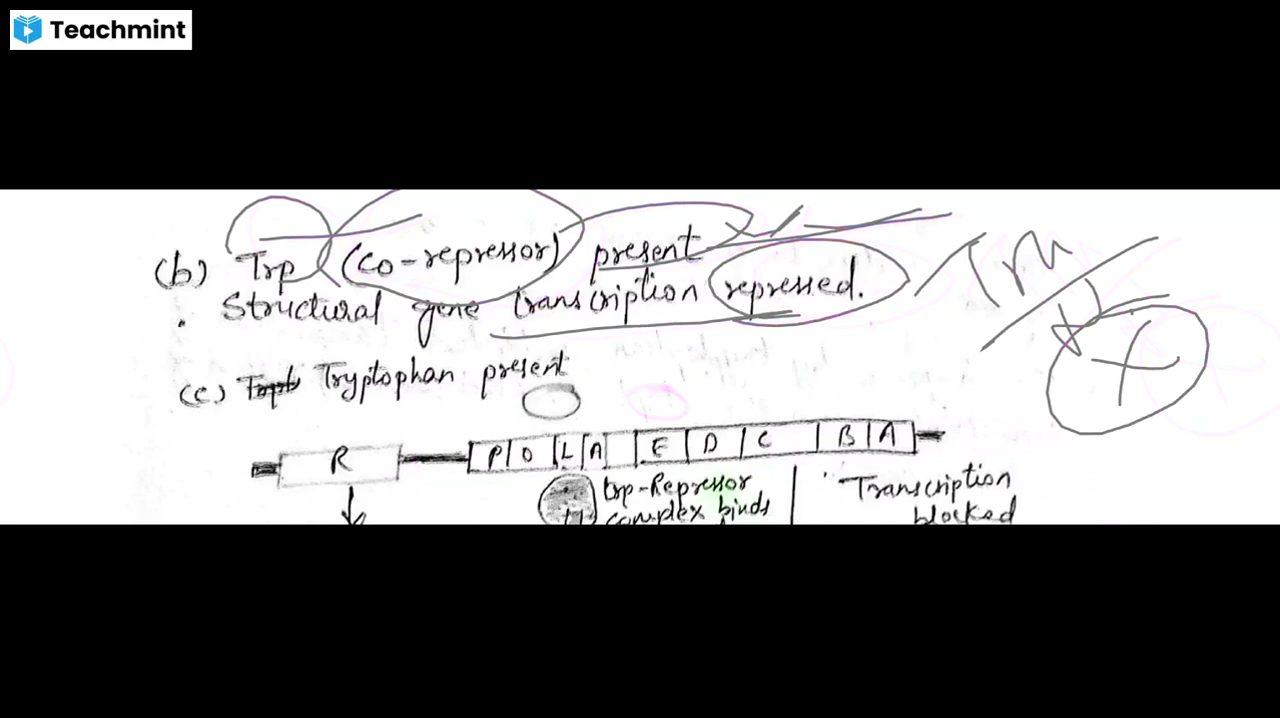 Teachmint
(b) Trp (co-repressor) present
Structural gene transcription repressed.
(c) Tryptophan present
R
P O L A E D C B A
trp-Repressor
complex binds
Transcription
blocked